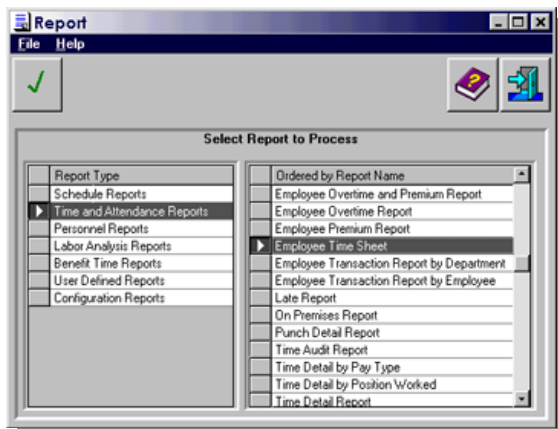 Report
File Help
Select Report to Process
Report Type
Schedule Reports
Time and Attendance Reports
Personnel Reports
Labor Analysis Reports
Benefit Time Reports
User Defined Reports
Configuration Reports
Ordered by Report Name
Employee Overtime and Premium Report
Employee Overtime Report
Employee Premium Report
Employee Time Sheet
Employee Transaction Report by Department
Employee Transaction Report by Employee
Late Report
On Premises Report
Punch Detail Report
Time Audit Report
Time Detail by Pay Type
Time Detail by Position Worked
Time Detail Report